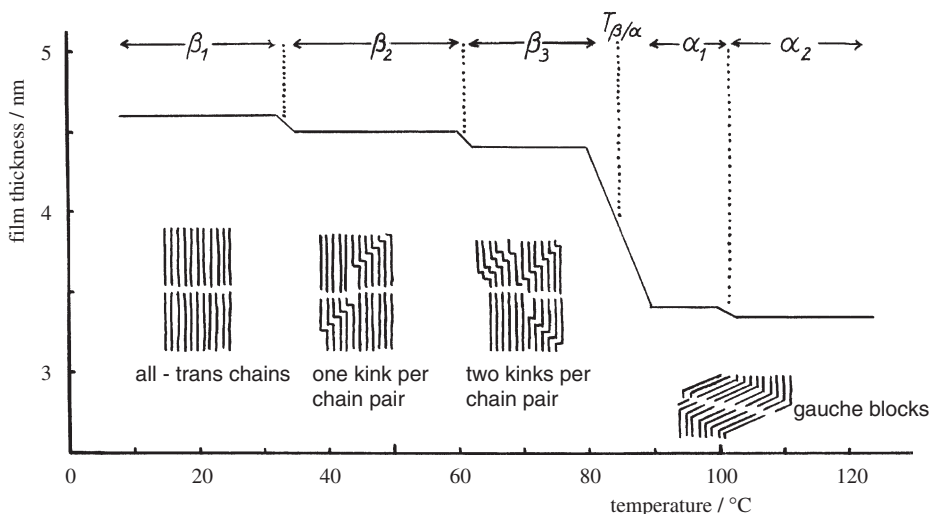 β₁
β₂
β₃
T_β/α
α₁
α₂
5
4
3
film thickness / nm
all - trans chains
one kink per
chain pair
two kinks per
chain pair
gauche blocks
0
20
40
60
80
100
120
temperature / °C